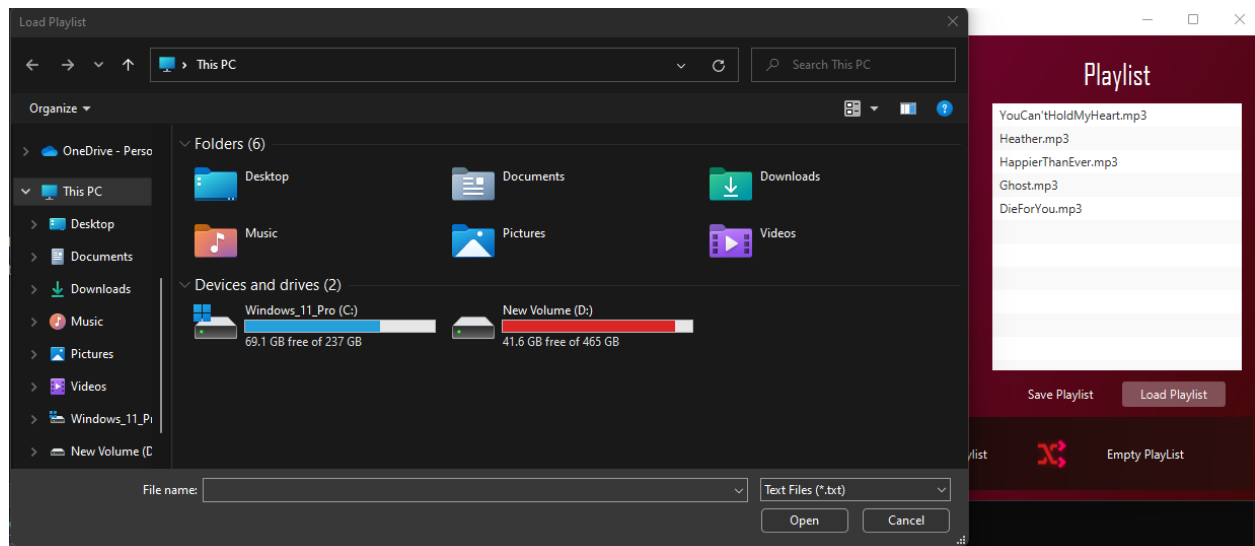 Load Playlist
This PC
Search This PC
Organize
OneDrive - Perso
This PC
Desktop
Documents
Downloads
Music
Pictures
Videos
Windows_11_Pr
New Volume (D
Folders (6)
Desktop
Documents
Downloads
Music
Pictures
Videos
Devices and drives (2)
Windows_11_Pro (C:)
69.1 GB free of 237 GB
New Volume (D:)
41.6 GB free of 465 GB
File name:
Text Files (*.txt)
Open
Cancel
Playlist
YouCan'tHoldMyHeart.mp3
Heather.mp3
HappierThanEver.mp3
Ghost.mp3
DieForYou.mp3
Save Playlist
Load Playlist
ylist
Empty PlayList